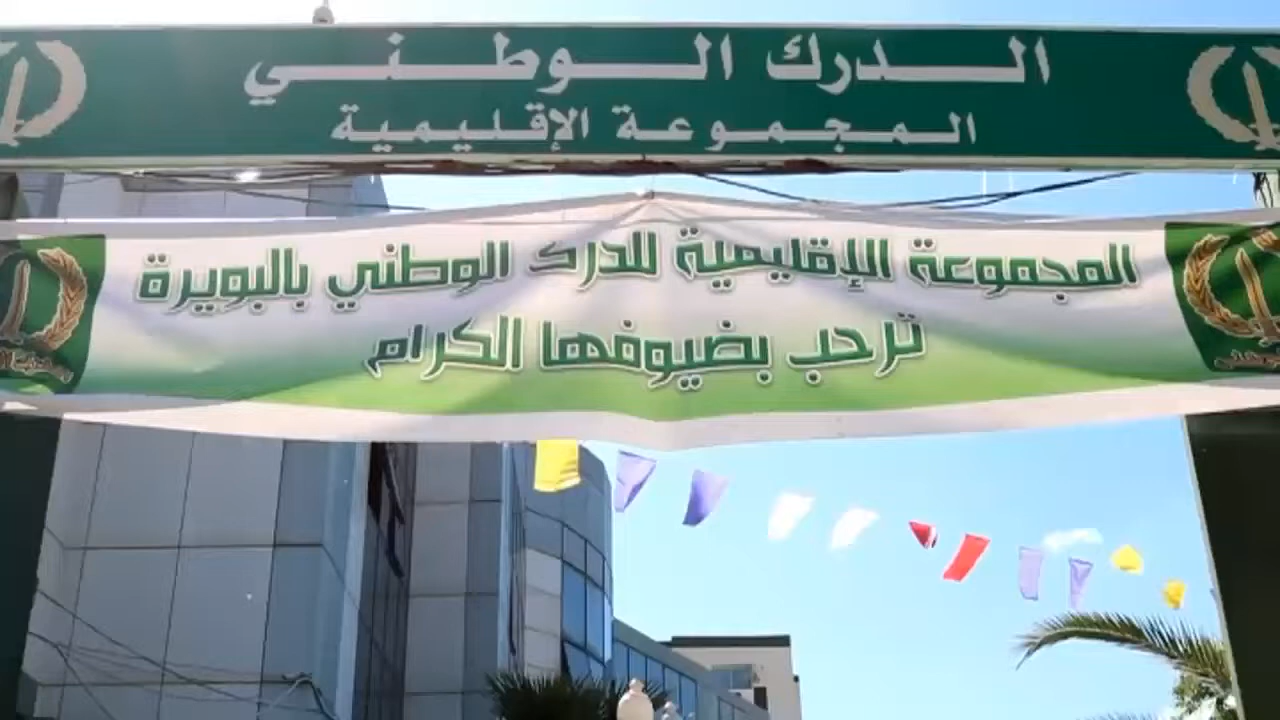 الدرك الوطني
المجموعة الإقليمية
المجموعة الإقليمية للدرك الوطني بالبويرة
ترحب بضيوفها الكرام